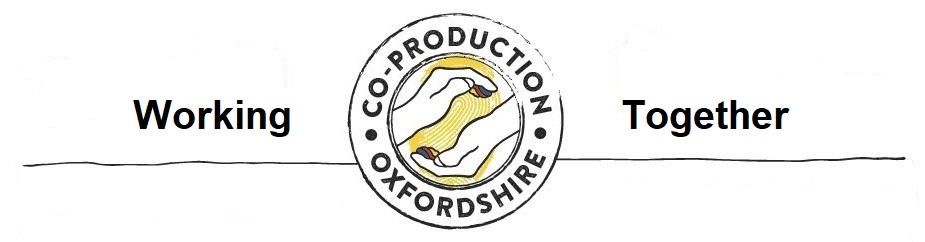 Working
CO-PRODUCTION
OXFORDSHIRE
Together